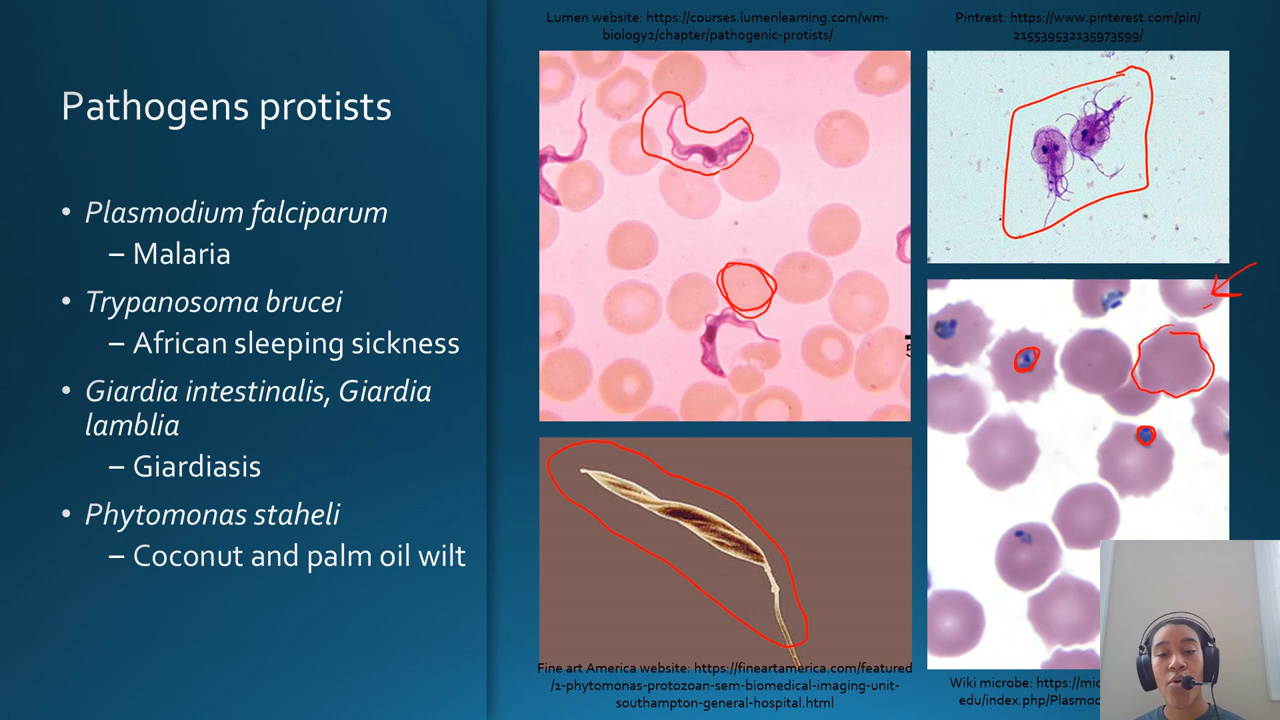 Pathogens protists
• Plasmodium falciparum
– Malaria
• Trypanosoma brucei
– African sleeping sickness
• Giardia intestinalis, Giardia
lamblia
– Giardiasis
• Phytomonas staheli
– Coconut and palm oil wilt
Lumen website: https://courses.lumenlearning.com/wm-
biology2/chapter/pathogenic-protists/
Pintrest: https://www.pinterest.com/pin/
215539532135973599/
5
Fine art America website: https://fineartamerica.com/featured
/1-phytomonas-protozoan-sem-biomedical-imaging-unit-
southampton-general-hospital.html
Wiki microbe: https://mic
edu/index.php/Plasmod